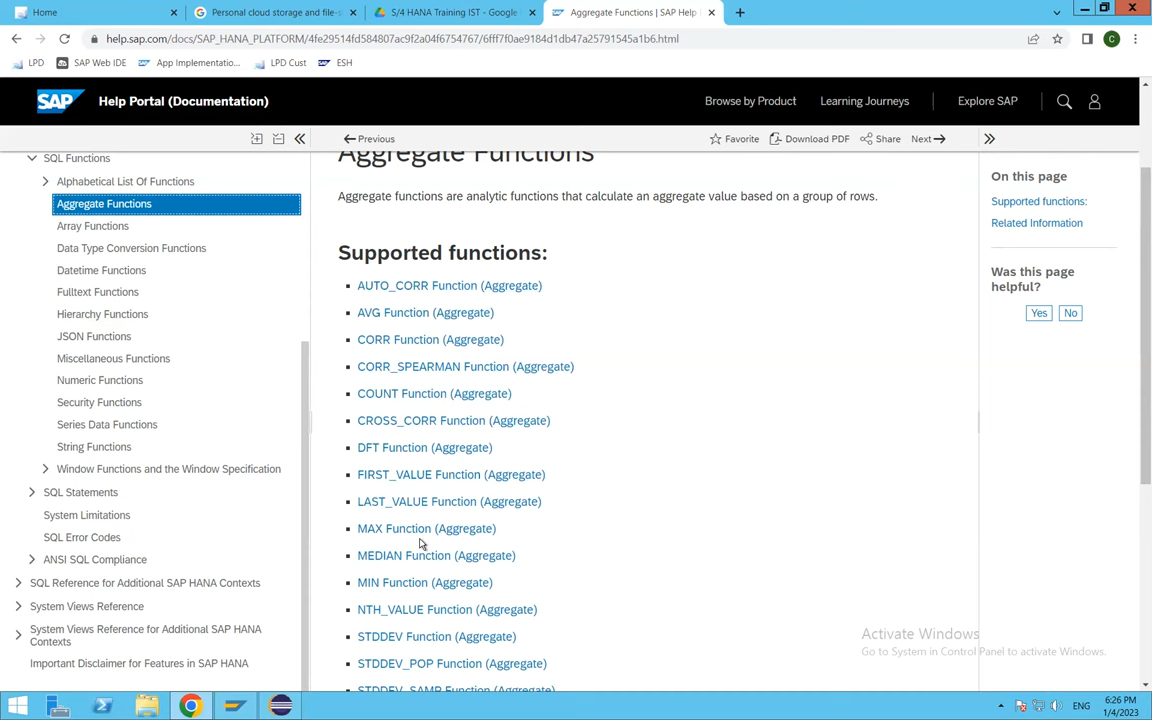 Home
Personal cloud storage and file-s
S/4 HANA Training IST - Google
Aggregate Functions | SAP Help
help.sap.com/docs/SAP_HANA_PLATFORM/4fe29514fd584807ac9f2a04f6754767/6fff7f0ae9184d1db47a25791545a1b6.html
C
LPD
SAP Web IDE
App Implementatio...
LPD Cust
ESH
SAP
Help Portal (Documentation)
Browse by Product
Learning Journeys
Explore SAP
Previous
Favorite
Download PDF
Share
Next
SQL Functions
Alphabetical List Of Functions
Aggregate Functions
Array Functions
Data Type Conversion Functions
Datetime Functions
Fulltext Functions
Hierarchy Functions
JSON Functions
Miscellaneous Functions
Numeric Functions
Security Functions
Series Data Functions
String Functions
Window Functions and the Window Specification
SQL Statements
System Limitations
SQL Error Codes
ANSI SQL Compliance
SQL Reference for Additional SAP HANA Contexts
System Views Reference
System Views Reference for Additional SAP HANA
Contexts
Important Disclaimer for Features in SAP HANA
Aggregate Functions
Aggregate functions are analytic functions that calculate an aggregate value based on a group of rows.
Supported functions:
AUTO_CORR Function (Aggregate)
AVG Function (Aggregate)
CORR Function (Aggregate)
CORR_SPEARMAN Function (Aggregate)
COUNT Function (Aggregate)
CROSS_CORR Function (Aggregate)
DFT Function (Aggregate)
FIRST_VALUE Function (Aggregate)
LAST_VALUE Function (Aggregate)
MAX Function (Aggregate)
MEDIAN Function (Aggregate)
MIN Function (Aggregate)
NTH_VALUE Function (Aggregate)
STDDEV Function (Aggregate)
STDDEV_POP Function (Aggregate)
STDDEV_SAMP Function (Aggregate)
On this page
Supported functions:
Related Information
Was this page
helpful?
Yes
No
Activate Windows
Go to System in Control Panel to activate Windows.
ENG
6:26 PM
1/4/2023